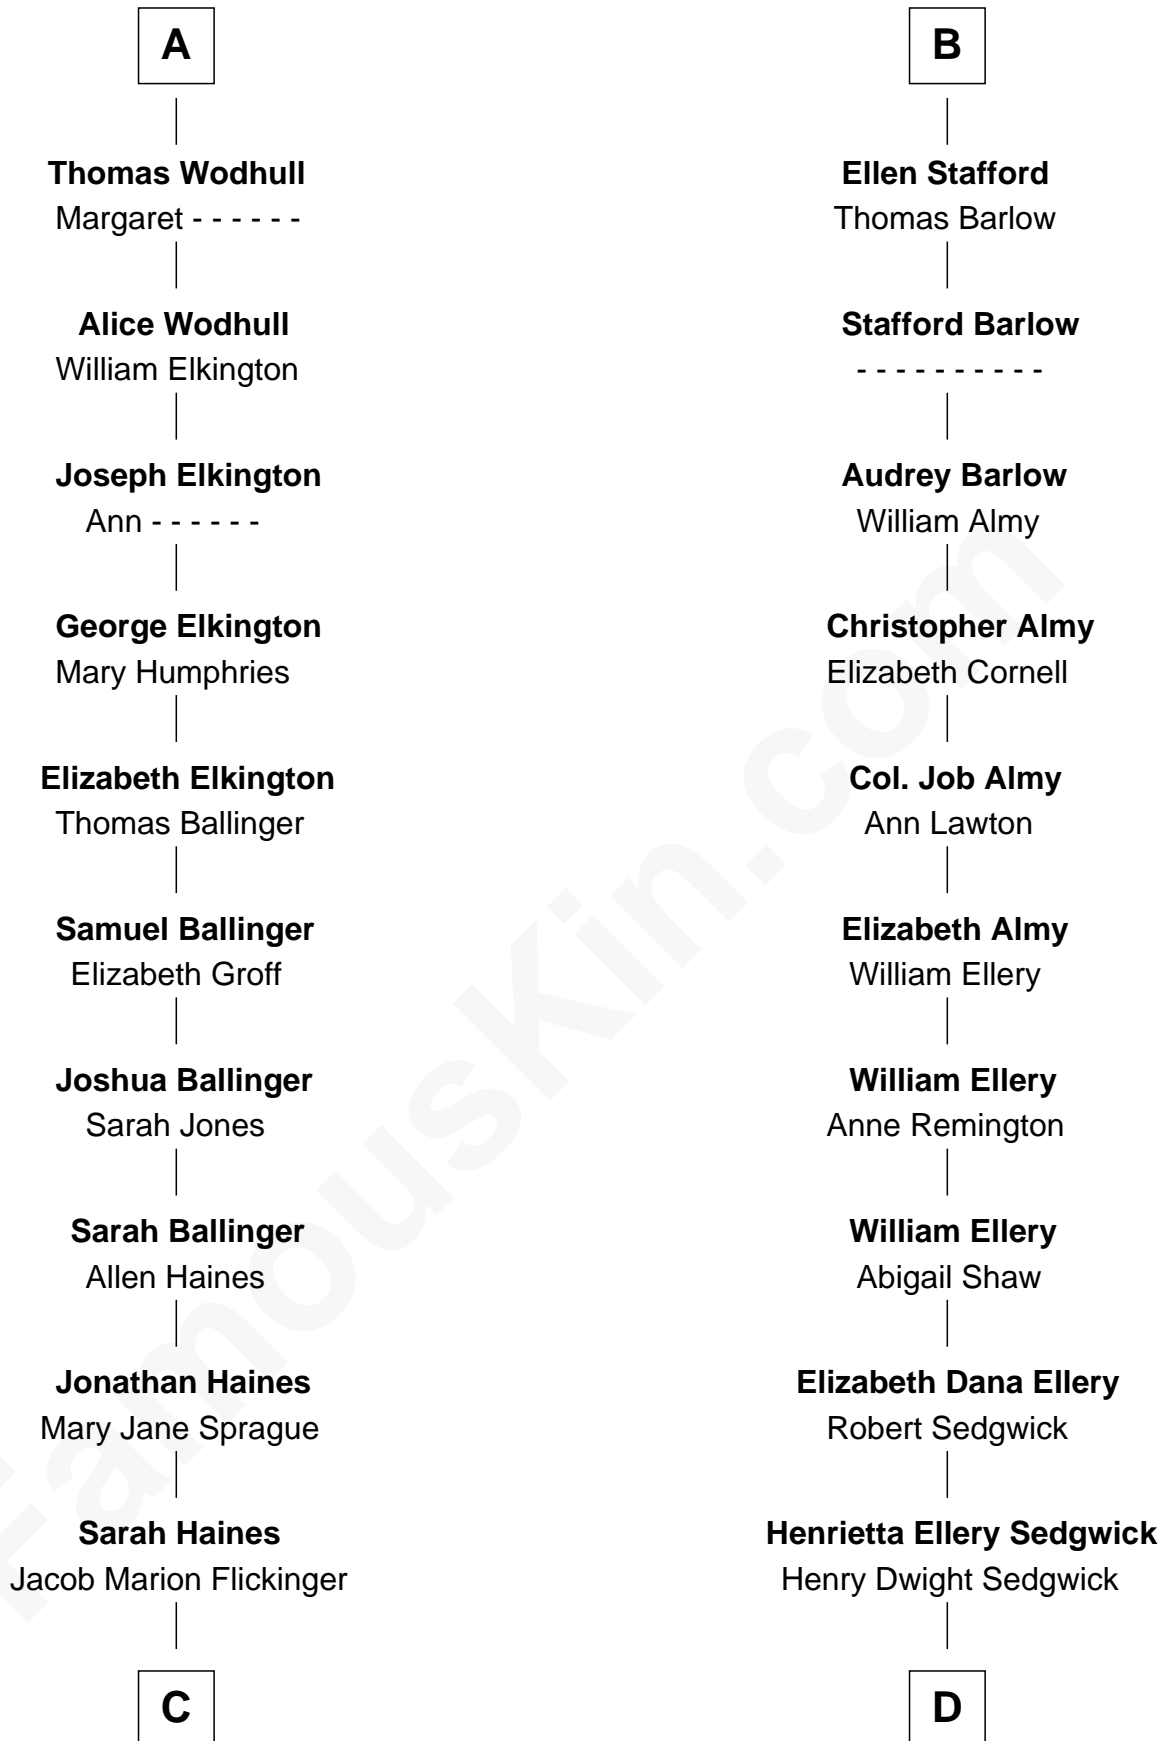 A
Thomas Wodhull
Margaret - - - - - -
Alice Wodhull
William Elkington
Joseph Elkington
Ann - - - - - -
George Elkington
Mary Humphries
Elizabeth Elkington
Thomas Ballinger
Samuel Ballinger
Elizabeth Groff
Joshua Ballinger
Sarah Jones
Sarah Ballinger
Allen Haines
Jonathan Haines
Mary Jane Sprague
Sarah Haines
Jacob Marion Flickinger
C
B
Ellen Stafford
Thomas Barlow
Stafford Barlow
- - - - - - - - - -
Audrey Barlow
William Almy
Christopher Almy
Elizabeth Cornell
Col. Job Almy
Ann Lawton
Elizabeth Almy
William Ellery
William Ellery
Anne Remington
William Ellery
Abigail Shaw
Elizabeth Dana Ellery
Robert Sedgwick
Henrietta Ellery Sedgwick
Henry Dwight Sedgwick
D
FamousKin.com